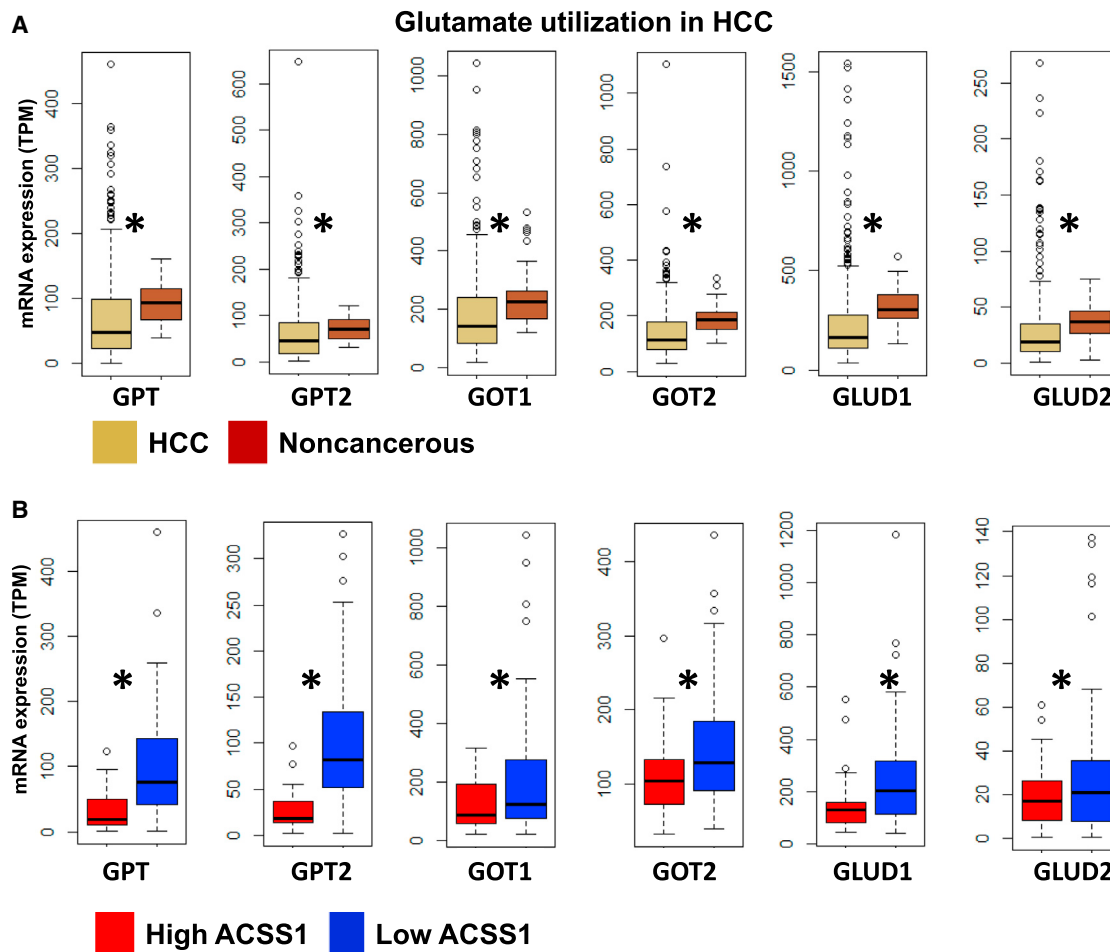 A
Glutamate utilization in HCC
mRNA expression (TPM)
0 100 200 300 400
0 100 200 300 400 500 600
0 200 400 600 800 1000
0 200 400 600 800 1000
0 500 1000 1500
0 50 100 150 200 250
* * * * * *
GPT GPT2 GOT1 GOT2 GLUD1 GLUD2
HCC Noncancerous
B
mRNA expression (TPM)
0 100 200 300 400
0 50 100 150 200 250 300
0 200 400 600 800 1000
100 200 300 400
0 200 400 600 800 1000 1200
0 20 40 60 80 100 120 140
* * * * * *
GPT GPT2 GOT1 GOT2 GLUD1 GLUD2
High ACSS1 Low ACSS1